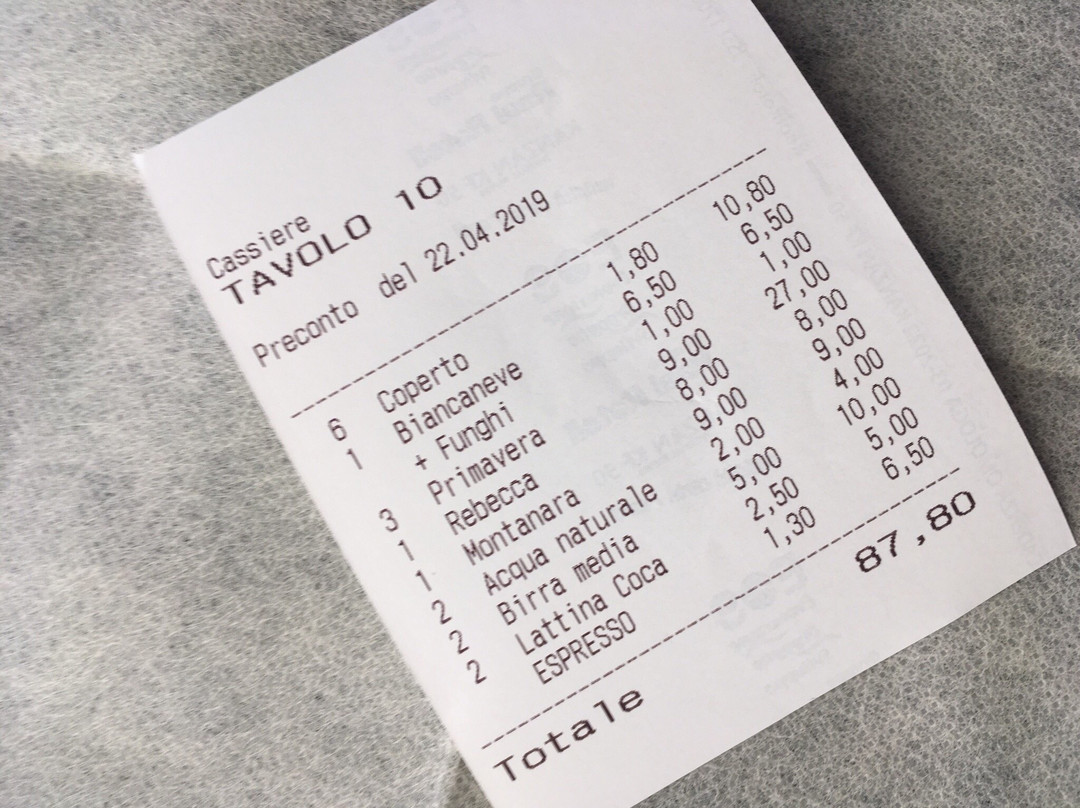 Cassiere
TAVOLO 10
Preconto del 22.04.2019
6 Coperto 1,80 10,80
1 Biancaneve 6,50 6,50
+ Funghi 1,00 1,00
3 Primavera 9,00 27,00
1 Rebecca 8,00 8,00
1 Montanara 9,00 9,00
2 Acqua naturale 2,00 4,00
2 Birra media 5,00 10,00
2 Lattina Coca 2,50 5,00
ESPRESSO 1,30 6,50
Totale 87,80